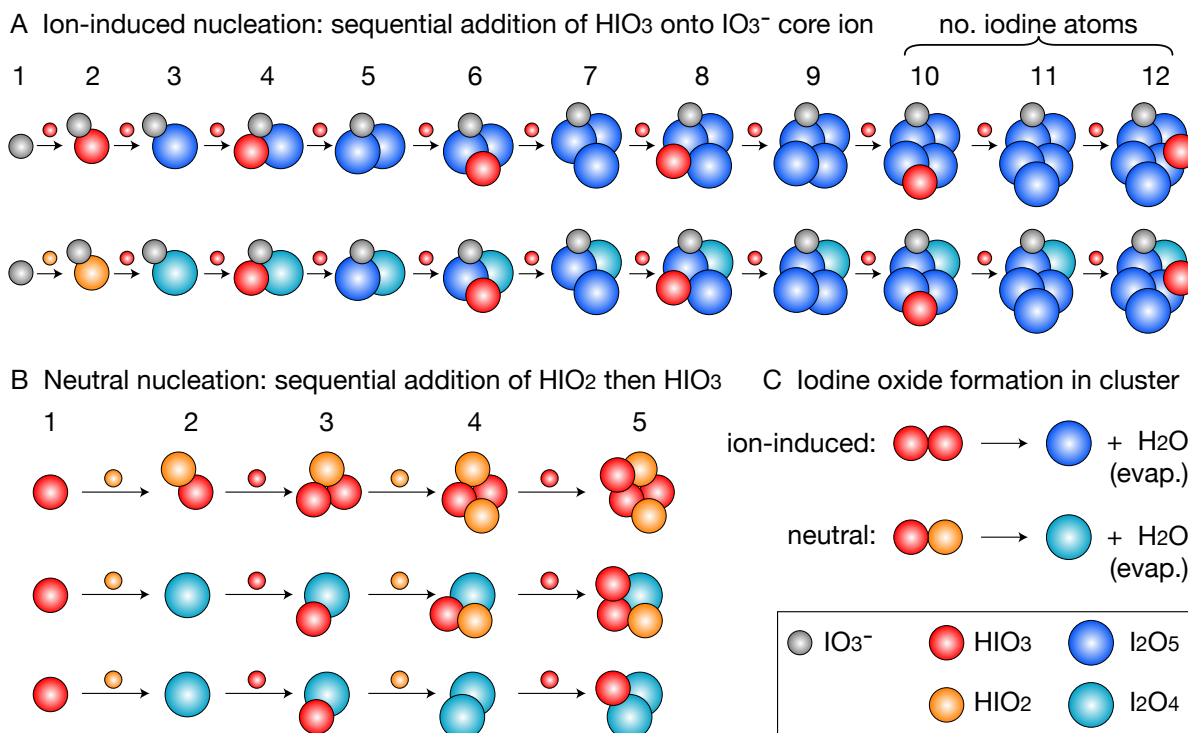 A Ion-induced nucleation: sequential addition of HIO3 onto IO3- core ion
no. iodine atoms
1 2 3 4 5 6 7 8 9 10 11 12
B Neutral nucleation: sequential addition of HIO2 then HIO3
1 2 3 4 5
C Iodine oxide formation in cluster
ion-induced:
+ H2O
(evap.)
neutral:
+ H2O
(evap.)
IO3- HIO3 I2O5
HIO2 I2O4